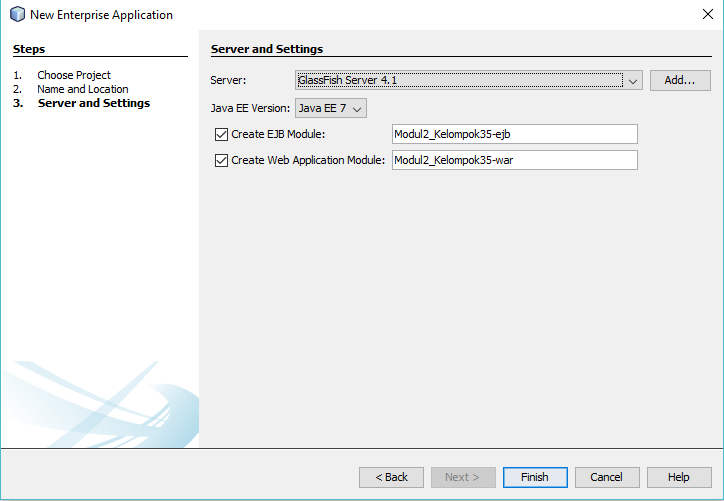 New Enterprise Application
Steps
1. Choose Project
2. Name and Location
3. Server and Settings
Server and Settings
Server: GlassFish Server 4.1 Add...
Java EE Version: Java EE 7
Create EJB Module: Modul2_Kelompok35-ejb
Create Web Application Module: Modul2_Kelompok35-war
< Back Next > Finish Cancel Help